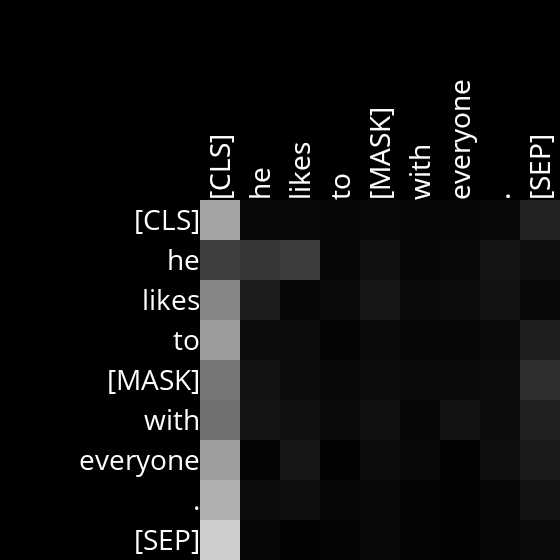 [CLS] he likes to [MASK] with everyone . [SEP]
[CLS]
he
likes
to
[MASK]
with
everyone
.
[SEP]